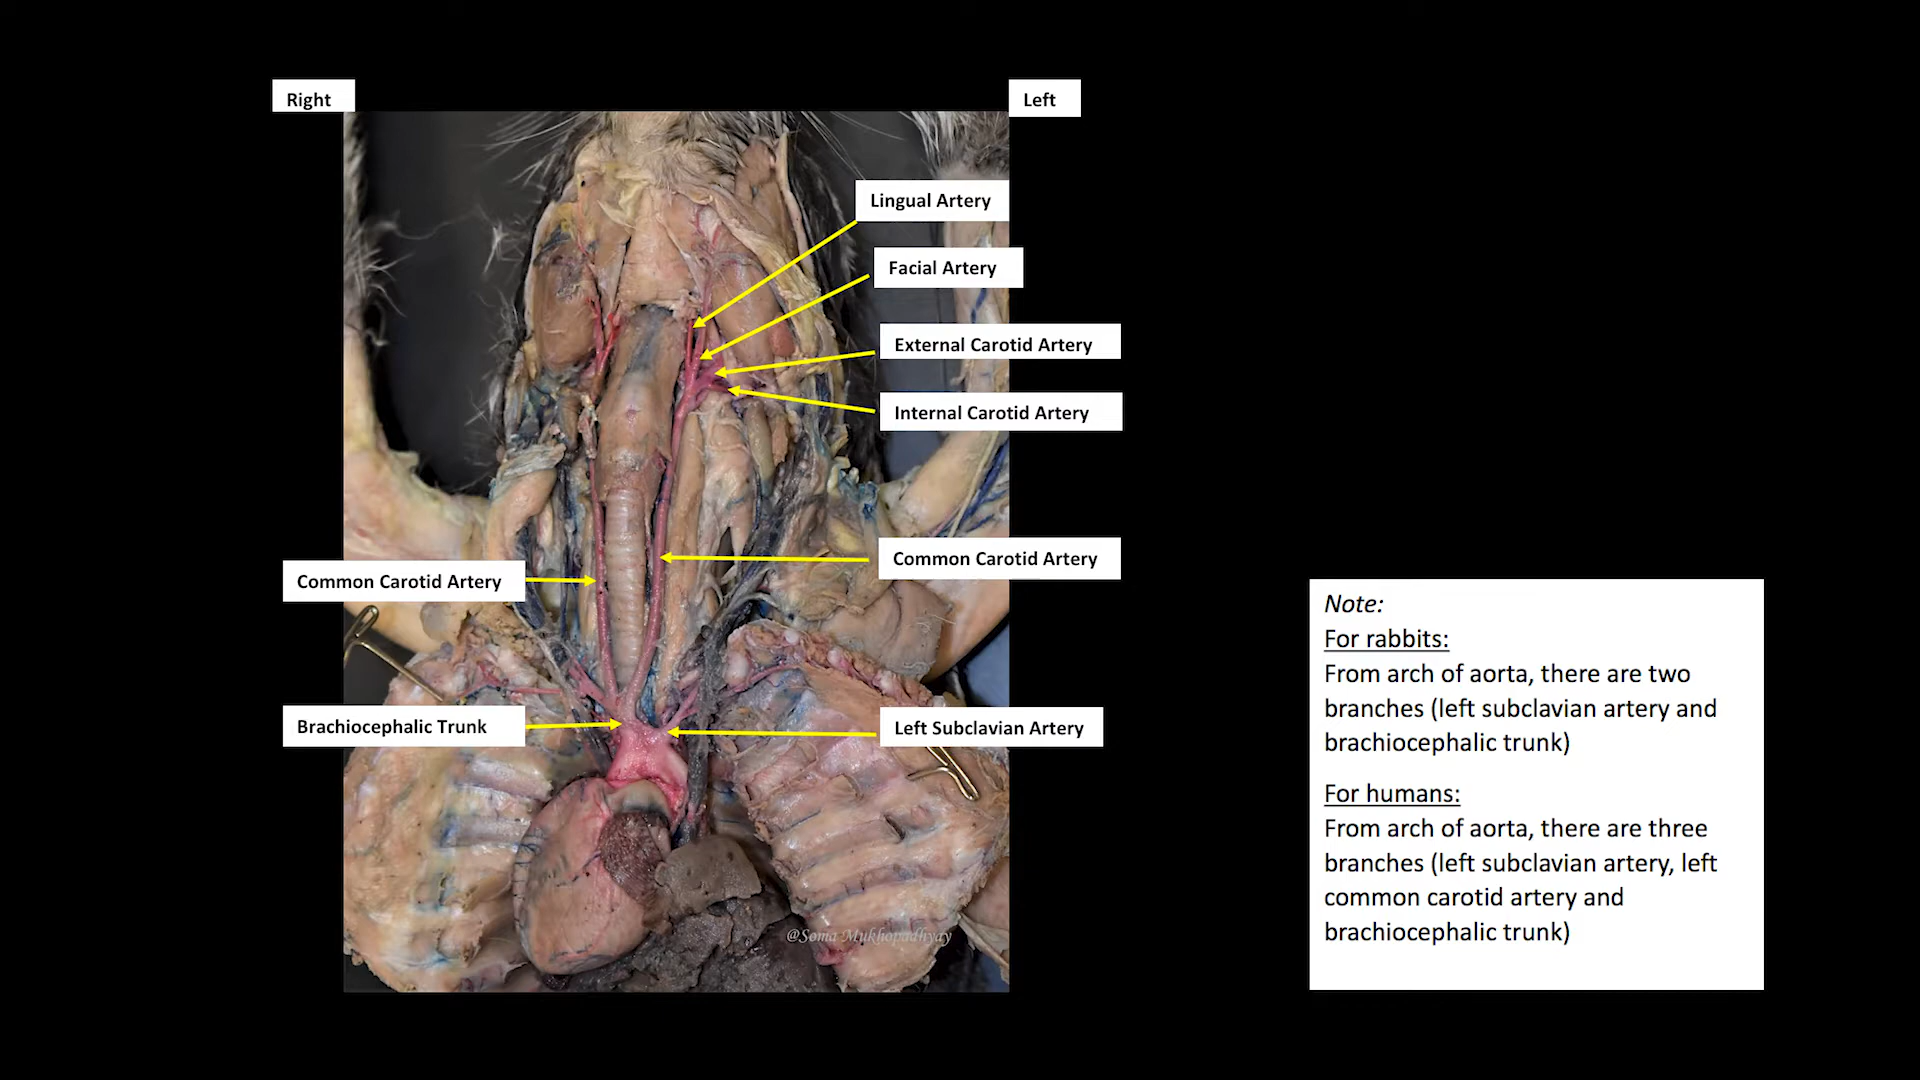 Right
Left
Lingual Artery
Facial Artery
External Carotid Artery
Internal Carotid Artery
Common Carotid Artery
Common Carotid Artery
Brachiocephalic Trunk
Left Subclavian Artery
@Soma Mukhopadhyay
Note:
For rabbits:
From arch of aorta, there are two
branches (left subclavian artery and
brachiocephalic trunk)
For humans:
From arch of aorta, there are three
branches (left subclavian artery, left
common carotid artery and
brachiocephalic trunk)